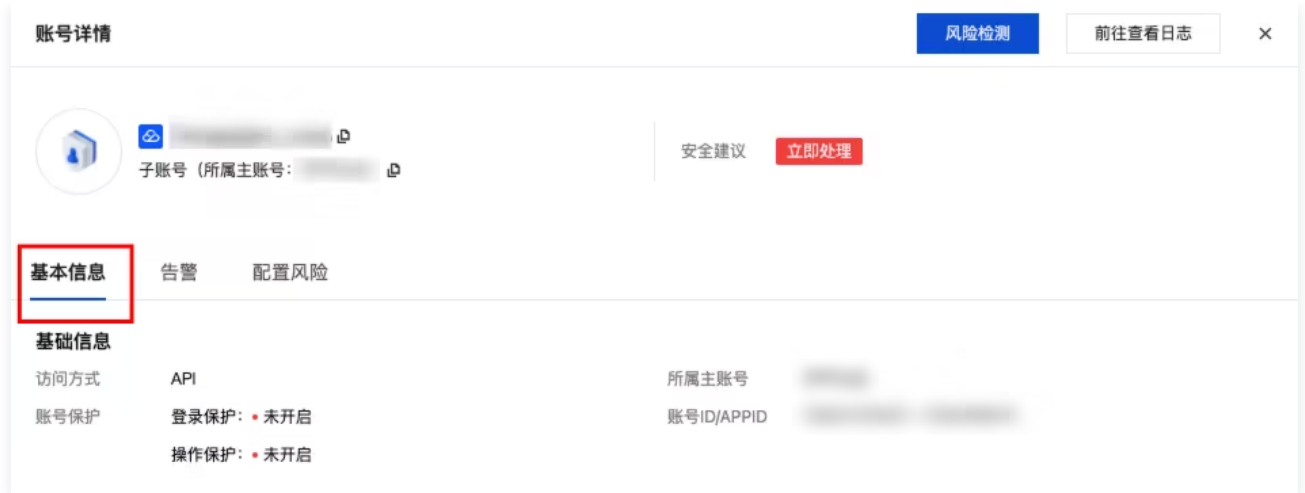 账号详情 风险检测 前往查看日志
子账号（所属主账号：
安全建议 立即处理
基本信息 告警 配置风险
基础信息
访问方式 API 所属主账号
账号保护 登录保护： 未开启 账号ID/APPID
操作保护： 未开启